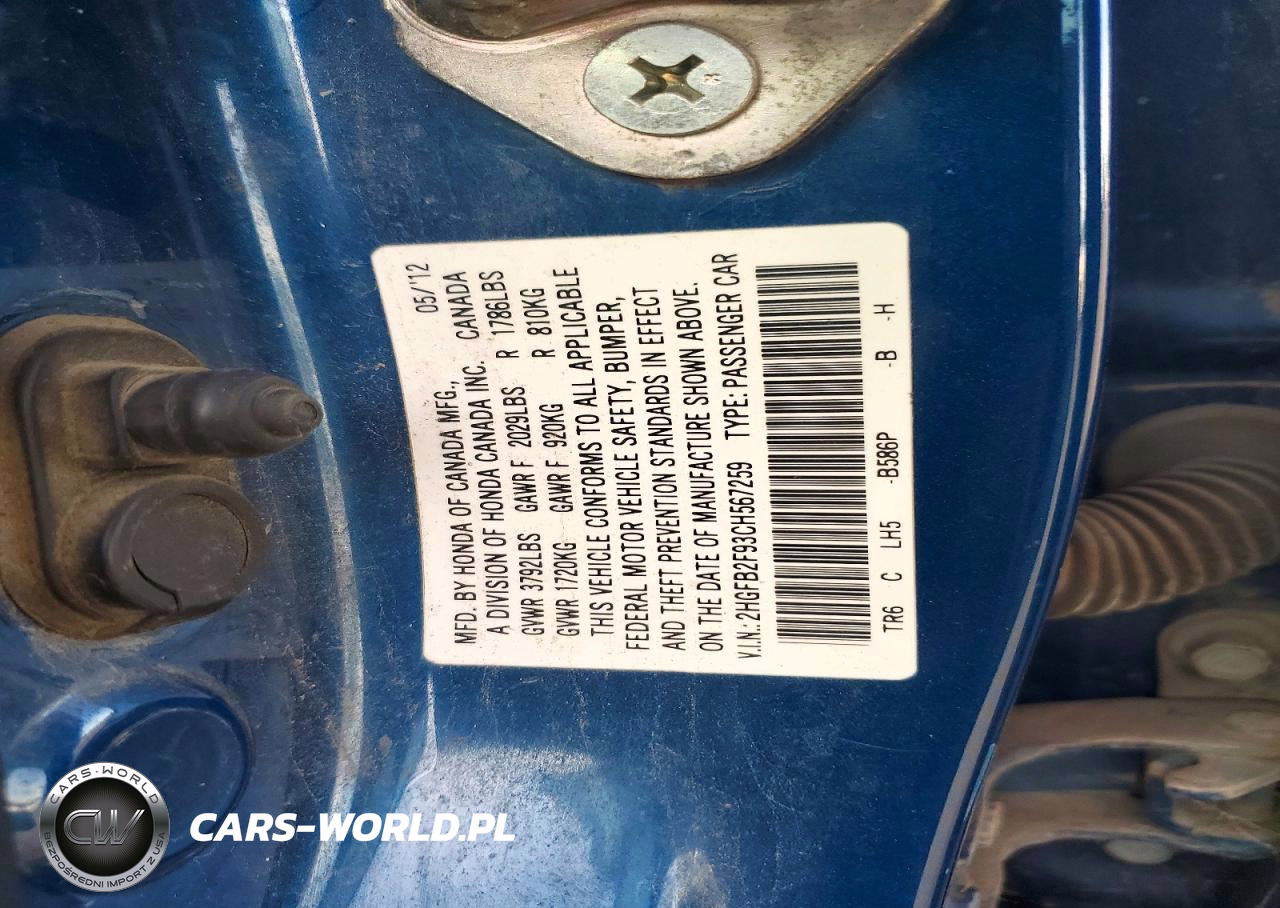 05/'12
MFD. BY HONDA OF CANADA MFG.,
A DIVISION OF HONDA CANADA INC. CANADA
GVWR 3792LBS GAWR F 2029LBS R 1786LBS
GVWR 1720KG GAWR F 920KG R 810KG
THIS VEHICLE CONFORMS TO ALL APPLICABLE
FEDERAL MOTOR VEHICLE SAFETY, BUMPER,
AND THEFT PREVENTION STANDARDS IN EFFECT
ON THE DATE OF MANUFACTURE SHOWN ABOVE.
V.I.N.: 2HGFB2F93CH567259 TYPE: PASSENGER CAR
TR6 C LH5 -B586P -B -H
CARS-WORLD
CW
BEZPOŚREDNI IMPORT Z USA
CARS-WORLD.PL